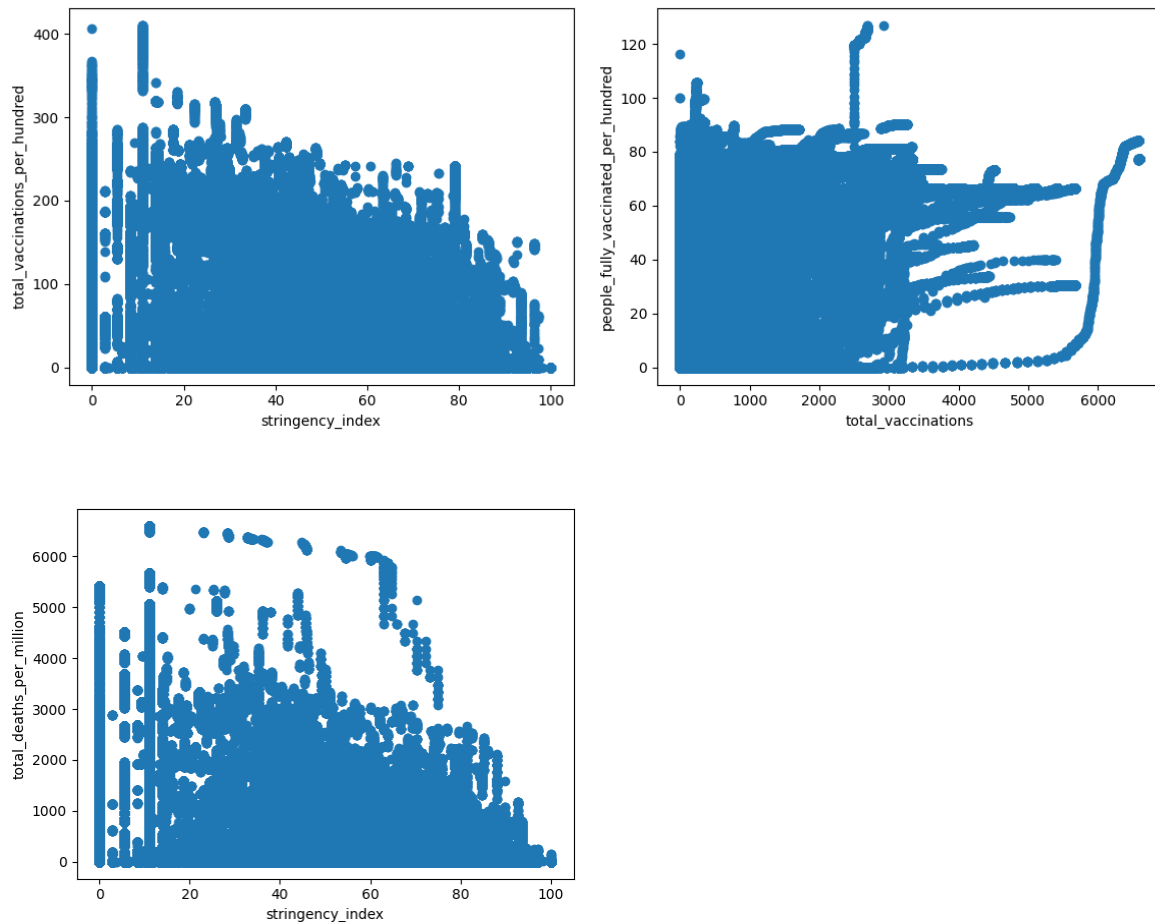 400
300
200
100
0
total_vaccinations_per_hundred
0 20 40 60 80 100
stringency_index
120
100
80
60
40
20
0
people_fully_vaccinated_per_hundred
0 1000 2000 3000 4000 5000 6000
total_vaccinations
6000
5000
4000
3000
2000
1000
0
total_deaths_per_million
0 20 40 60 80 100
stringency_index